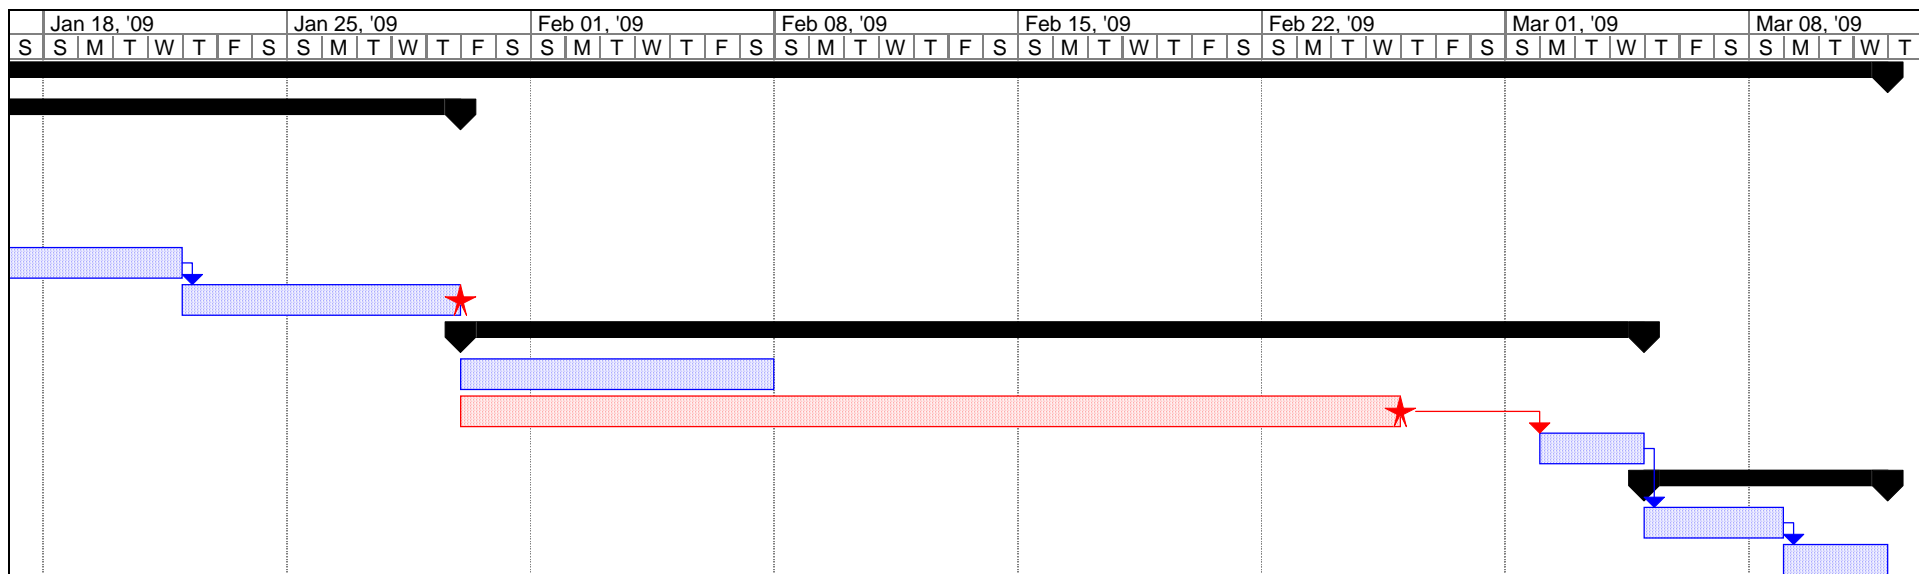 Jan 18, '09 Jan 25, '09 Feb 01, '09 Feb 08, '09 Feb 15, '09 Feb 22, '09 Mar 01, '09 Mar 08, '09
S S M T W T F S S M T W T F S S M T W T F S S M T W T F S S M T W T F S S M T W T F S S M T W T F S S M T W T